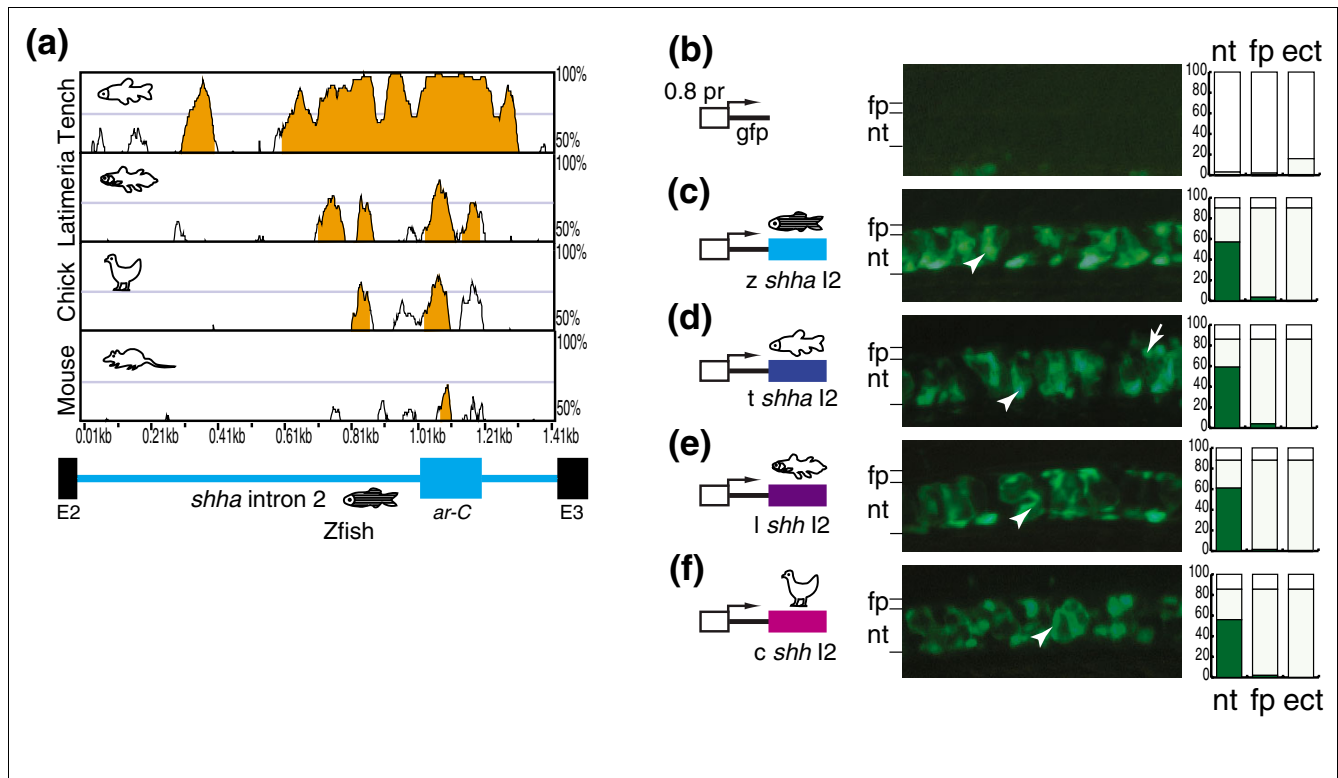 (a)
Tench
100%
50%
Latimeria
100%
50%
Chick
100%
50%
Mouse
100%
50%
0.01kb 0.21kb 0.41kb 0.61kb 0.81kb 1.01kb 1.21kb 1.41kb
E2
shha intron 2
ar-C
E3
Zfish
(b)
0.8 pr
gfp
fp
nt
nt fp ect
100
80
60
40
20
0
(c)
z shha I2
fp
nt
100
80
60
40
20
0
(d)
t shha I2
fp
nt
100
80
60
40
20
0
(e)
l shh I2
fp
nt
100
80
60
40
20
0
(f)
c shh I2
fp
nt
100
80
60
40
20
0
nt fp ect